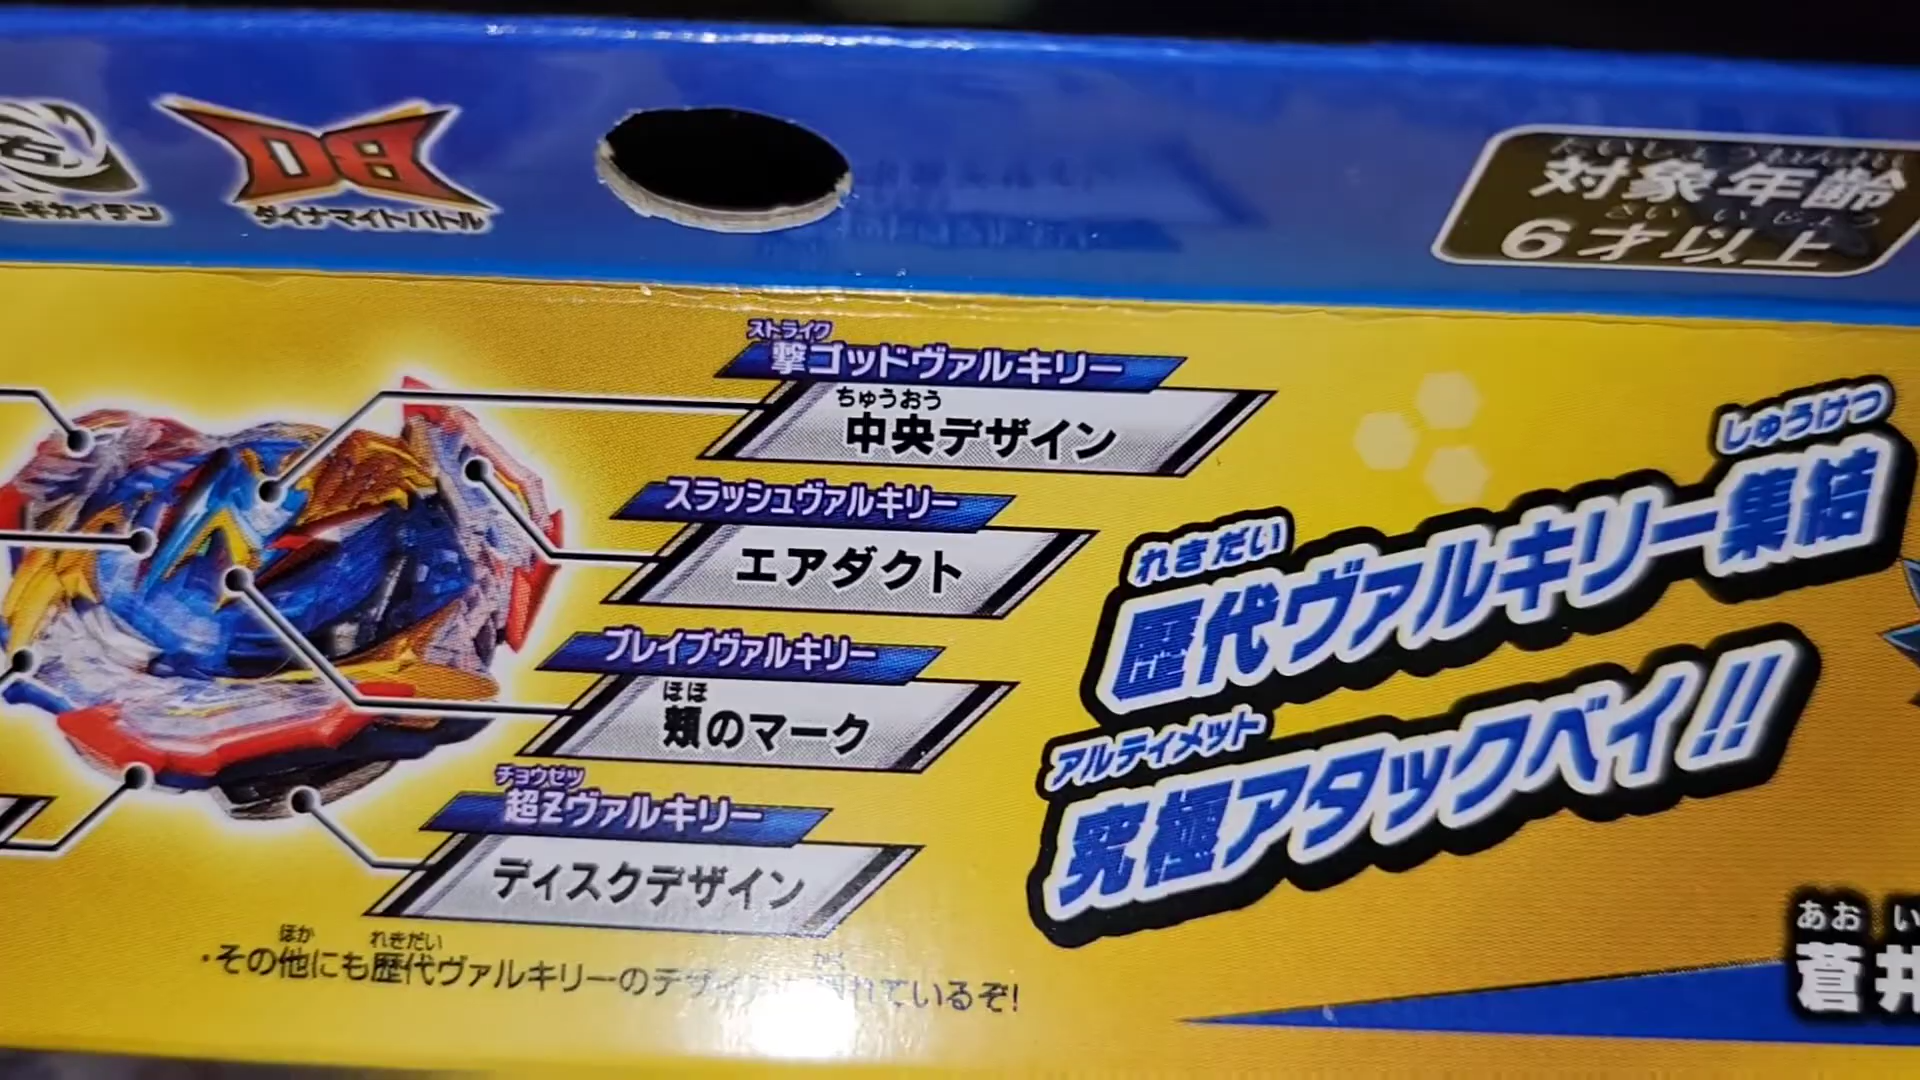 右
ミギカイテン
DB
ダイナマイトバトル
たいしょうねんれい
対象年齢
さい いじょう
6才以上
ストライク
撃ゴッドヴァルキリー
ちゅうおう
中央デザイン
スラッシュヴァルキリー
エアダクト
ブレイブヴァルキリー
ほほ
頬のマーク
チョウゼツ
超Zヴァルキリー
ディスクデザイン
ほか れきだい かく
・その他にも歴代ヴァルキリーのデザインが隠れているぞ!
しゅうけつ
れきだい
歴代ヴァルキリー集結
アルティメット
究極アタックベイ!!
あお い
蒼井